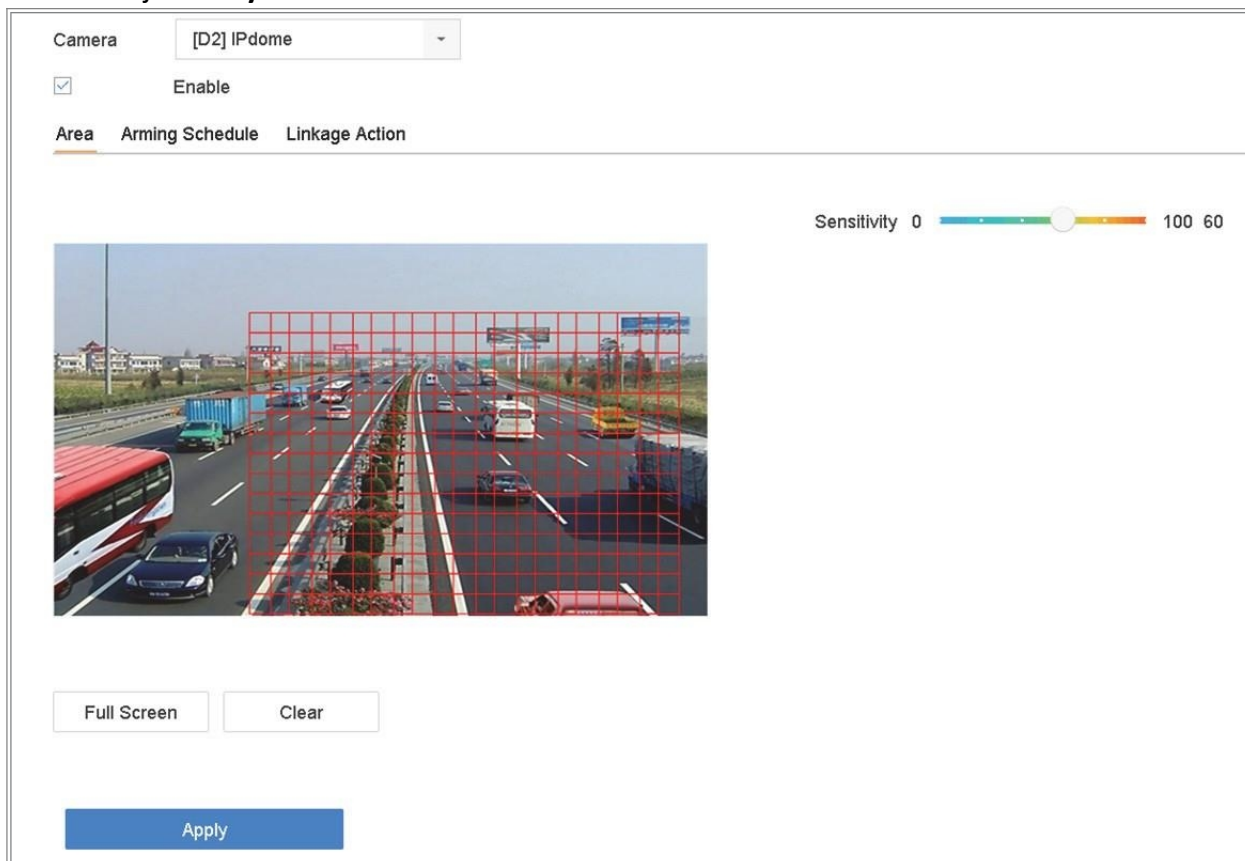 Camera [D2] IPdome
Enable
Area Arming Schedule Linkage Action
Sensitivity 0 100 60
Full Screen Clear
Apply